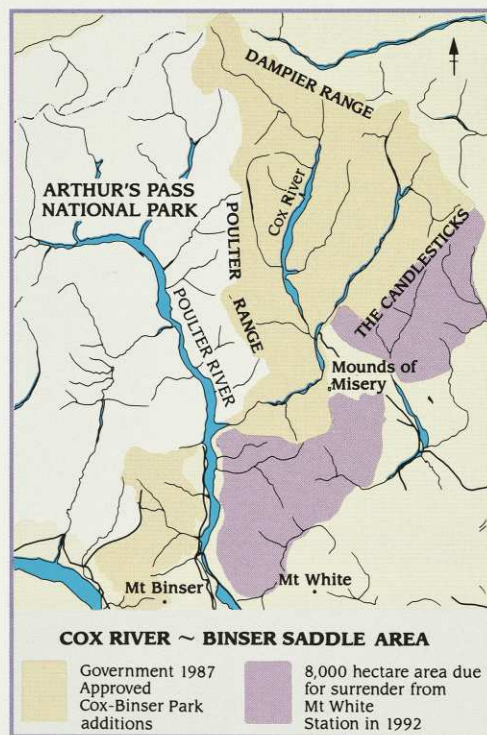 DAMPIER RANGE
ARTHUR'S PASS
NATIONAL PARK
Cox River
POULTER RANGE
POULTER RIVER
THE CANDLESTICKS
Mounds of
Misery
Mt Binser
Mt White
COX RIVER ~ BINSER SADDLE AREA
Government 1987
Approved
Cox-Binser Park
additions
8,000 hectare area due
for surrender from
Mt White
Station in 1992